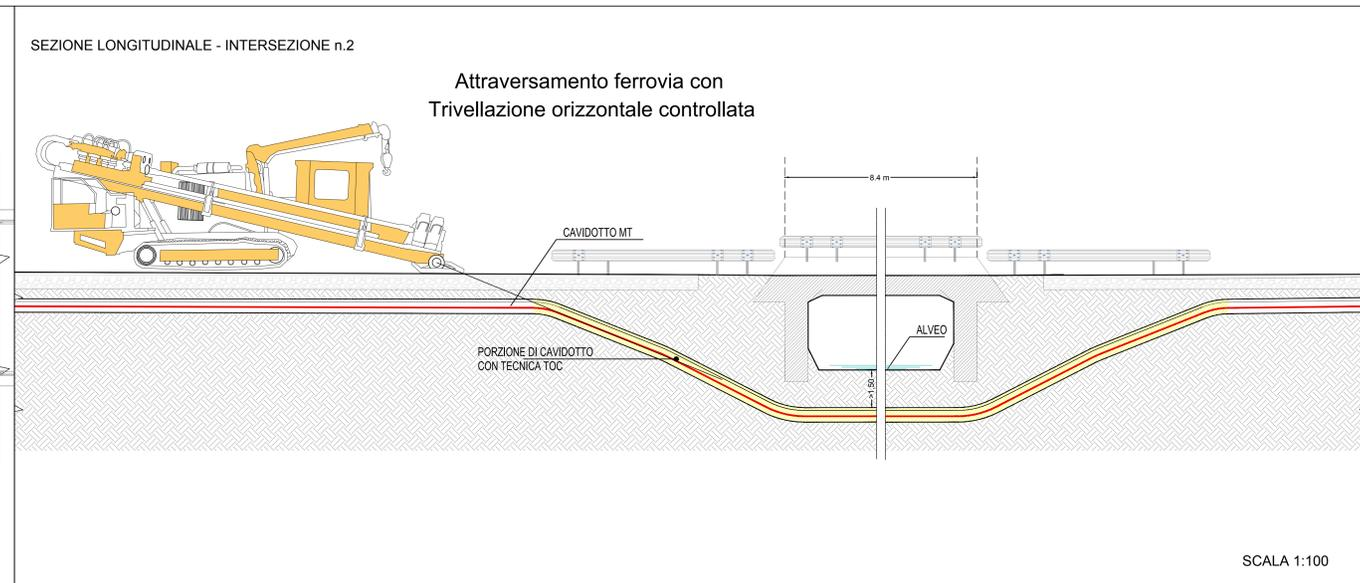 SEZIONE LONGITUDINALE - INTERSEZIONE n.2
Attraversamento ferrovia con
Trivellazione orizzontale controllata
8.4 m
CAVIDOTTO MT
ALVEO
PORZIONE DI CAVIDOTTO
CON TECNICA TOC
>1,50
SCALA 1:100